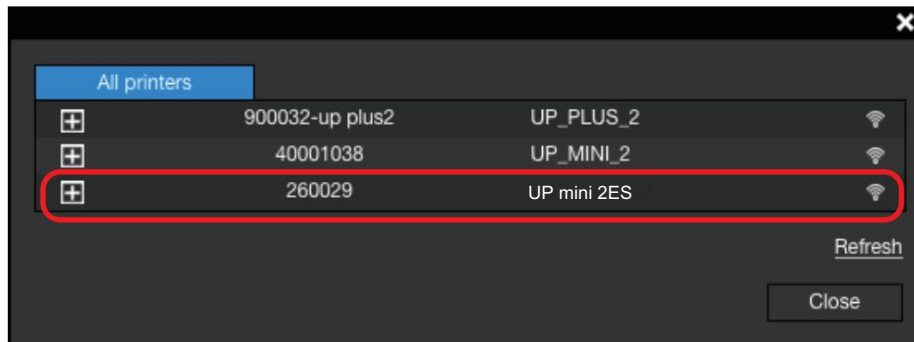 All printers
900032-up plus2 UP_PLUS_2
40001038 UP_MINI_2
260029 UP mini 2ES
Refresh
Close